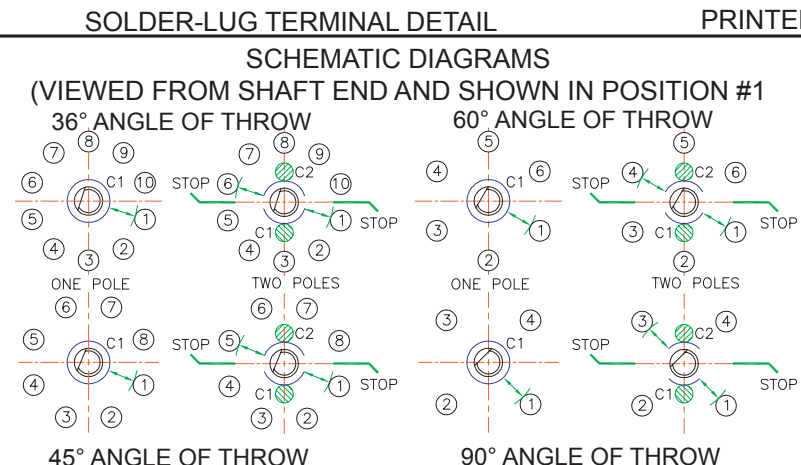 SOLDER-LUG TERMINAL DETAIL
PRINTE
SCHEMATIC DIAGRAMS
(VIEWED FROM SHAFT END AND SHOWN IN POSITION #1
36° ANGLE OF THROW
8 7 9 6 C1 10 5 1 4 2 3
ONE POLE
8 7 9 C2 STOP 6 10 5 1 STOP C1 4 2 3
TWO POLES
60° ANGLE OF THROW
5 4 6 C1 3 1 2
ONE POLE
5 C2 STOP 4 6 3 C1 1 STOP 2
TWO POLES
6 7 5 C1 8 4 1 3 2
6 7 C2 STOP 5 8 4 1 STOP C1 3 2
45° ANGLE OF THROW
3 4 C1 2 1
3 4 C2 STOP STOP 2 C1 1
90° ANGLE OF THROW